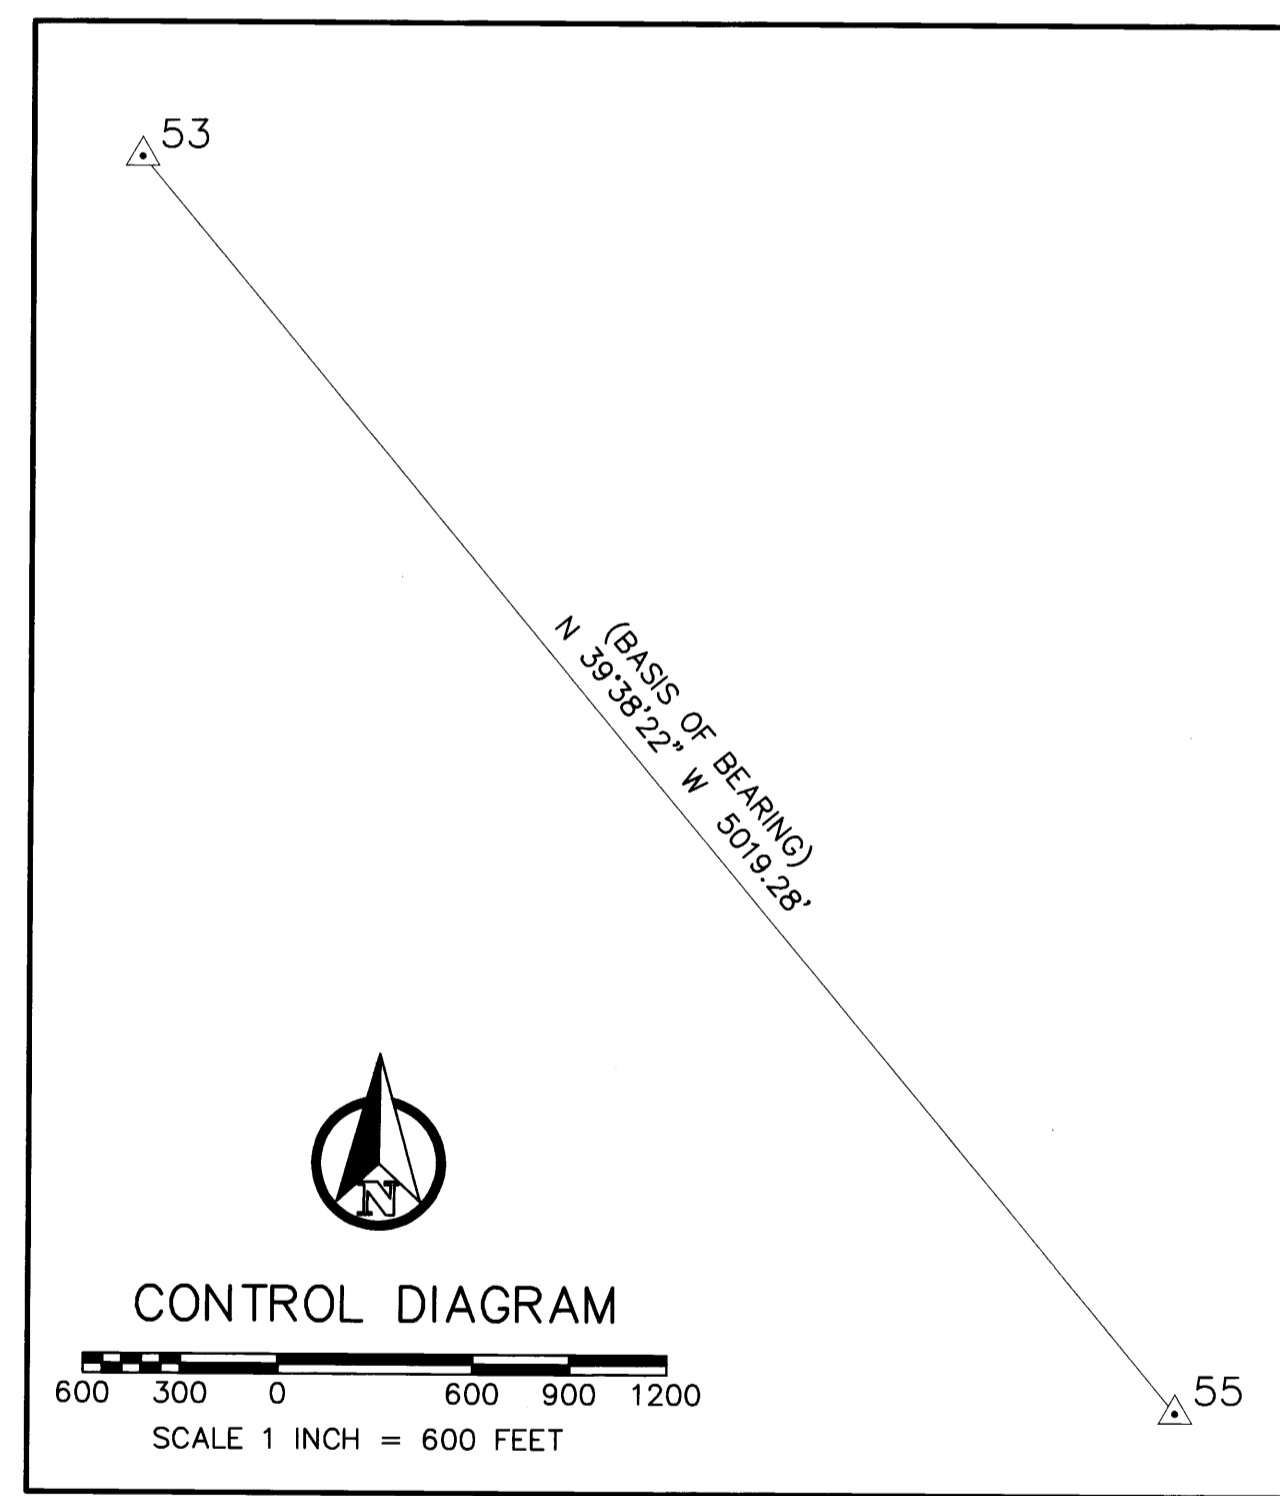 53
(BASIS OF BEARING)
N 39°38'22" W 5019.28'
N
CONTROL DIAGRAM
600 300 0 600 900 1200
SCALE 1 INCH = 600 FEET
55